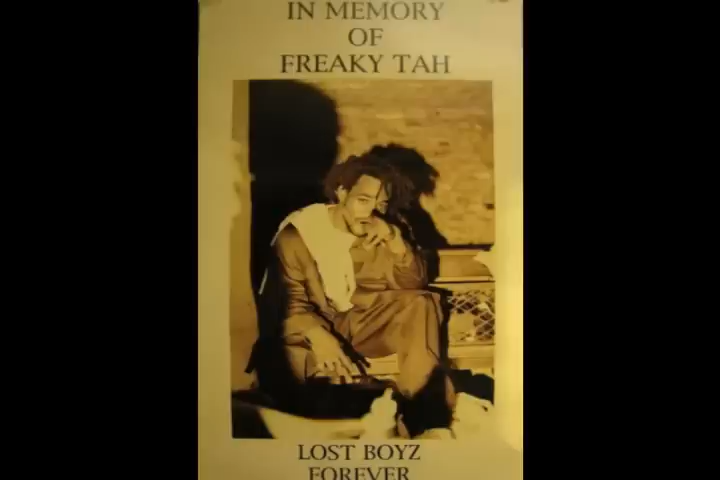 IN MEMORY
OF
FREAKY TAH
LOST BOYZ
FOREVER